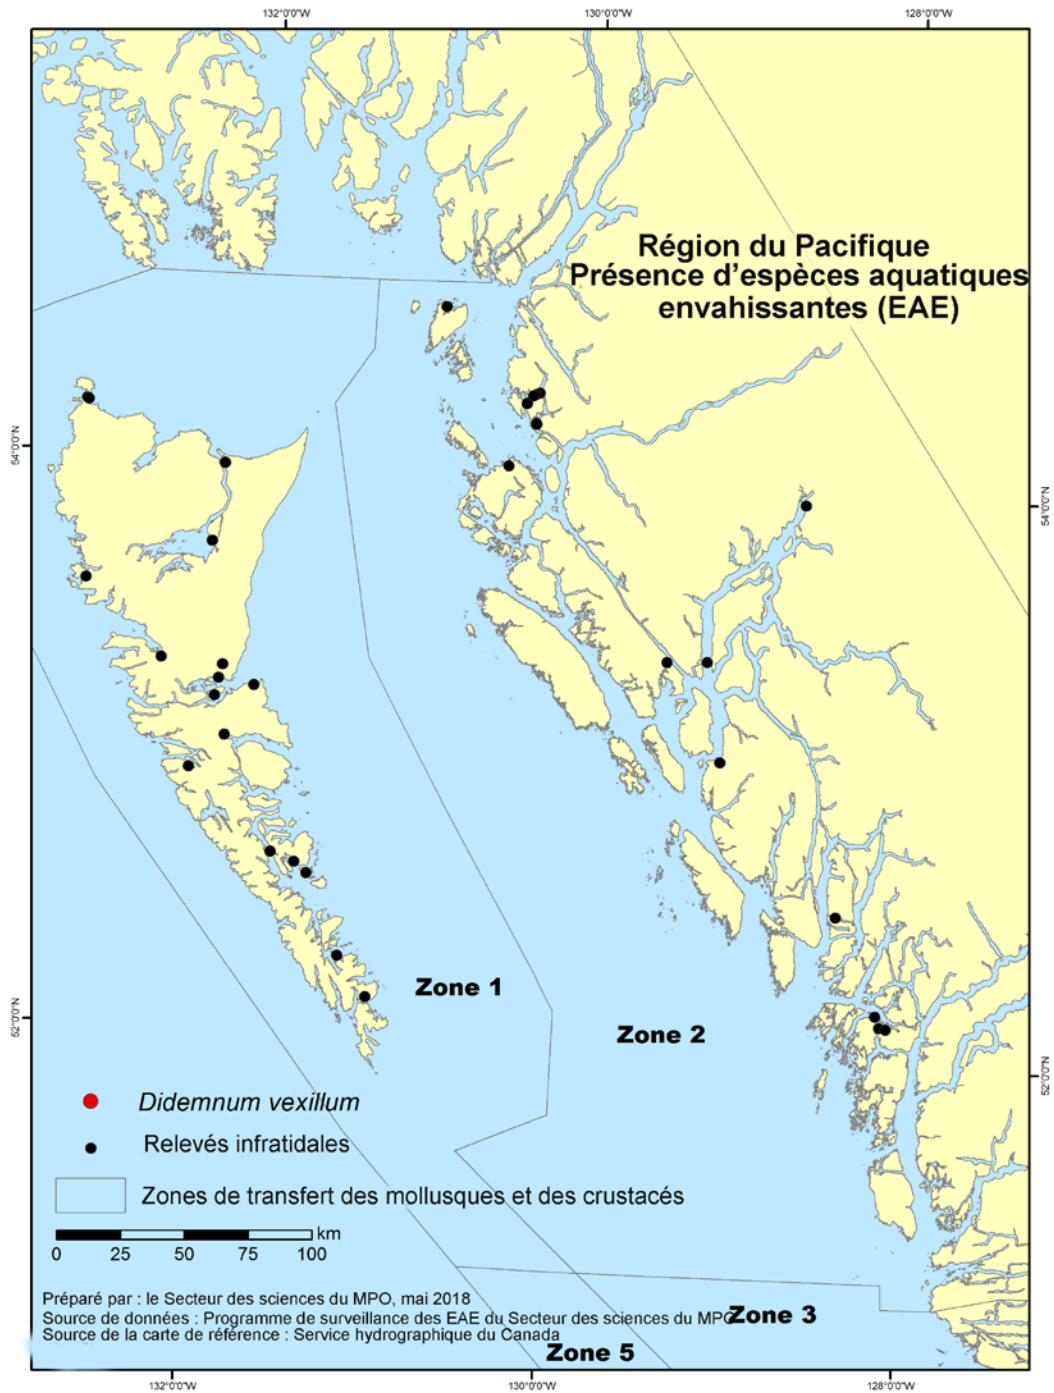 132°0'0"W
130°0'0"W
128°0'0"W
Région du Pacifique
Présence d'espèces aquatiques
envahissantes (EAE)
54°0'0"N
54°0'0"N
Zone 1
52°0'0"N
Zone 2
52°0'0"N
Didemnum vexillum
Relevés infratidales
Zones de transfert des mollusques et des crustacés
km
0 25 50 75 100
Préparé par : le Secteur des sciences du MPO, mai 2018
Source de données : Programme de surveillance des EAE du Secteur des sciences du MPO
Zone 3
Source de la carte de référence : Service hydrographique du Canada
Zone 5
132°0'0"W
130°0'0"W
128°0'0"W